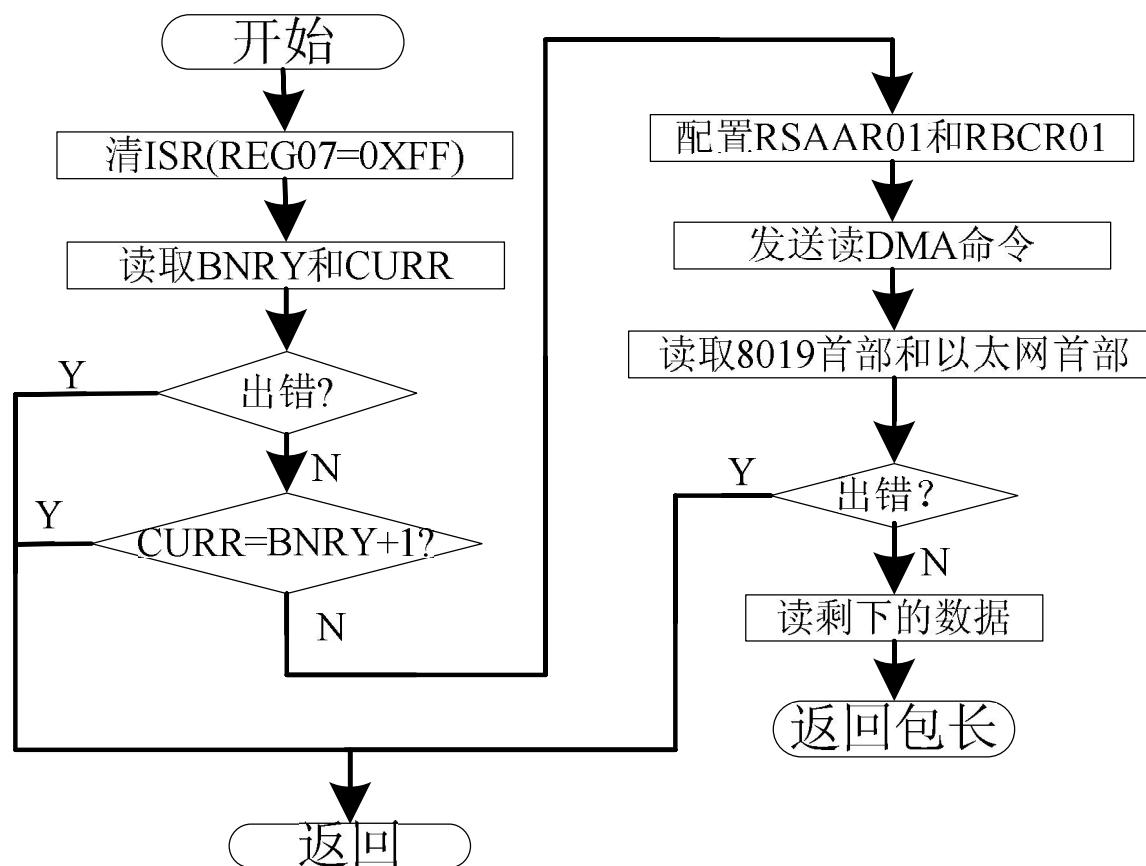 开始
清ISR(REG07=0XFF)
读取BNRY和CURR
出错?
Y
N
CURR=BNRY+1?
Y
N
配置RSAAR01和RBCR01
发送读DMA命令
读取8019首部和以太网首部
出错?
Y
N
读剩下的数据
返回包长
返回